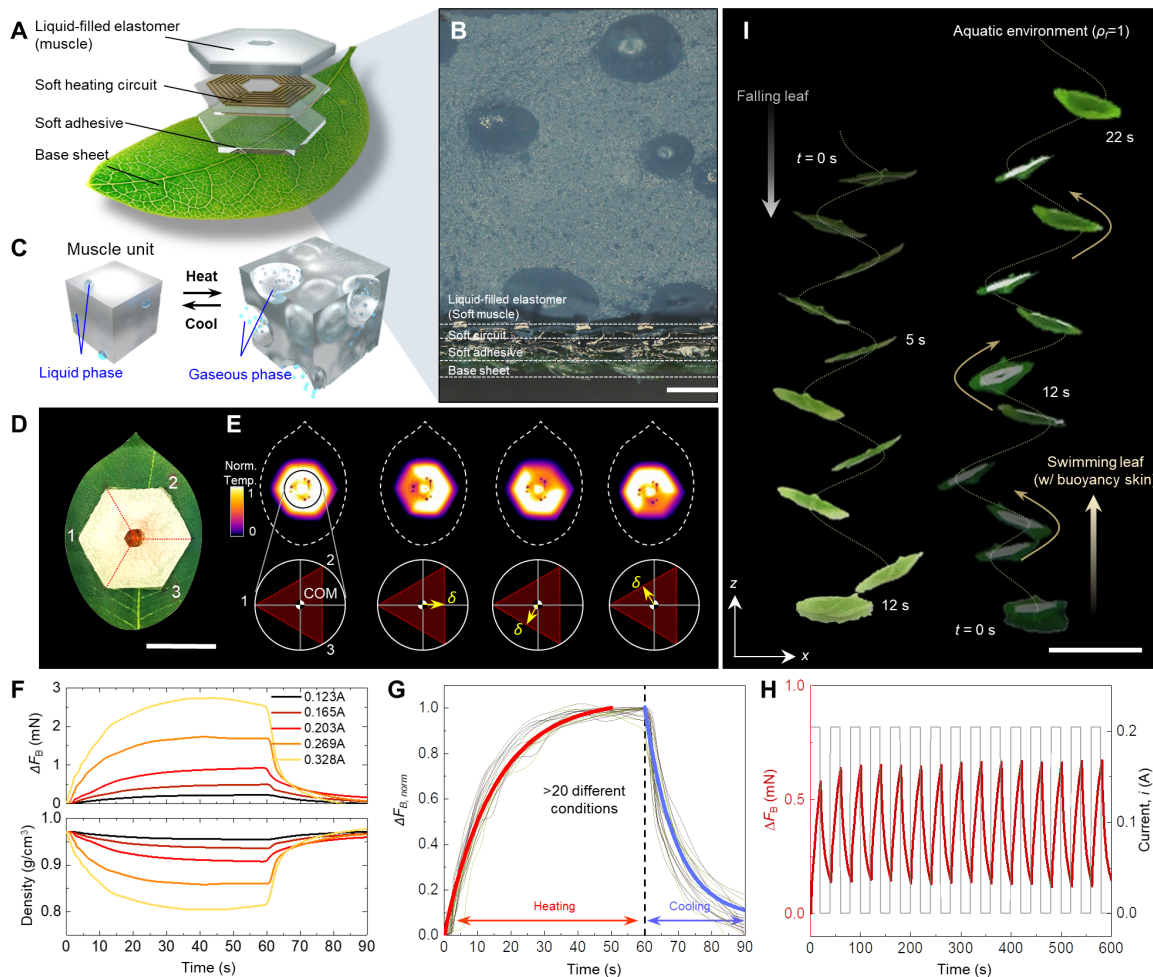 A
Liquid-filled elastomer
(muscle)
Soft heating circuit
Soft adhesive
Base sheet
B
Liquid-filled elastomer
(Soft muscle)
Soft circuit
Soft adhesive
Base sheet
C
Muscle unit
Heat
Cool
Liquid phase
Gaseous phase
D
1
2
3
E
Norm.
Temp.
1
0
COM
1
2
3
δ
δ
δ
F
ΔF_B (mN)
3
2
1
0
0.123A
0.165A
0.203A
0.269A
0.328A
Density (g/cm³)
1.0
0.9
0.8
0 10 20 30 40 50 60 70 80 90
Time (s)
G
ΔF_B, norm
1.0
0.8
0.6
0.4
0.2
0.0
>20 different
conditions
Heating
Cooling
0 10 20 30 40 50 60 70 80 90
Time (s)
H
ΔF_B (mN)
1.0
0.5
0.0
0.2
0.1
0.0
Current, i (A)
0 100 200 300 400 500 600
Time (s)
I
Aquatic environment (ρ_f=1)
Falling leaf
t = 0 s
5 s
12 s
22 s
12 s
Swimming leaf
(w/ buoyancy skin)
t = 0 s
z
x